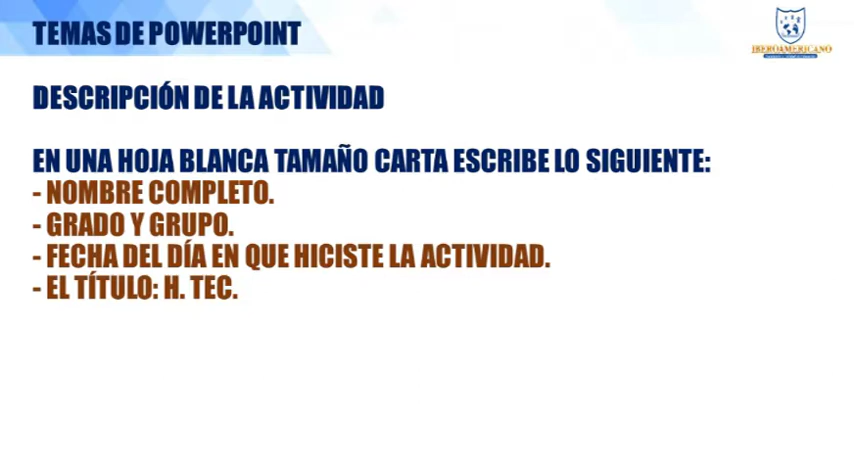 TEMAS DE POWERPOINT
IBEROAMERICANO
DESCRIPCIÓN DE LA ACTIVIDAD
EN UNA HOJA BLANCA TAMAÑO CARTA ESCRIBE LO SIGUIENTE:
- NOMBRE COMPLETO.
- GRADO Y GRUPO.
- FECHA DEL DÍA EN QUE HICISTE LA ACTIVIDAD.
- EL TÍTULO: H. TEC.